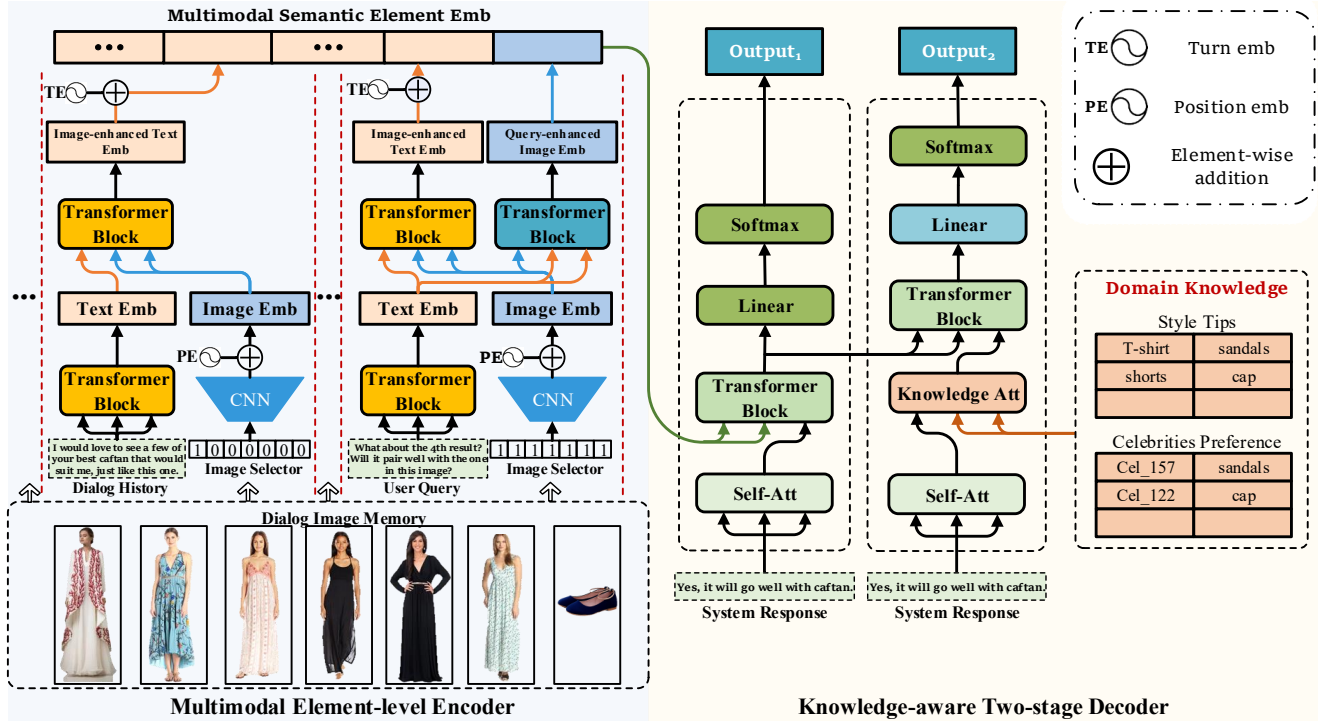 Multimodal Semantic Element Emb
••• •••
TE
Image-enhanced Text
Emb
Transformer
Block
•••
Text Emb
Image Emb
PE
Transformer
Block
CNN
I would love to see a few of
your best caftan that would
suit me, just like this one.
Dialog History
1 0 0 0 0 0 0
Image Selector
TE
Image-enhanced
Text Emb
Query-enhanced
Image Emb
Transformer
Block
Transformer
Block
•••
Text Emb
Image Emb
PE
Transformer
Block
CNN
What about the 4th result?
Will it pair well with the one
in this image?
User Query
1 1 1 1 1 1 1
Image Selector
Dialog Image Memory
Multimodal Element-level Encoder
Output1
Softmax
Linear
Transformer
Block
Self-Att
Yes, it will go well with caftan.
System Response
Output2
Softmax
Linear
Transformer
Block
Knowledge Att
Self-Att
Yes, it will go well with caftan.
System Response
TE Turn emb
PE Position emb
Element-wise
addition
Domain Knowledge
Style Tips
T-shirt sandals
shorts cap
Celebrities Preference
Cel_157 sandals
Cel_122 cap
Knowledge-aware Two-stage Decoder